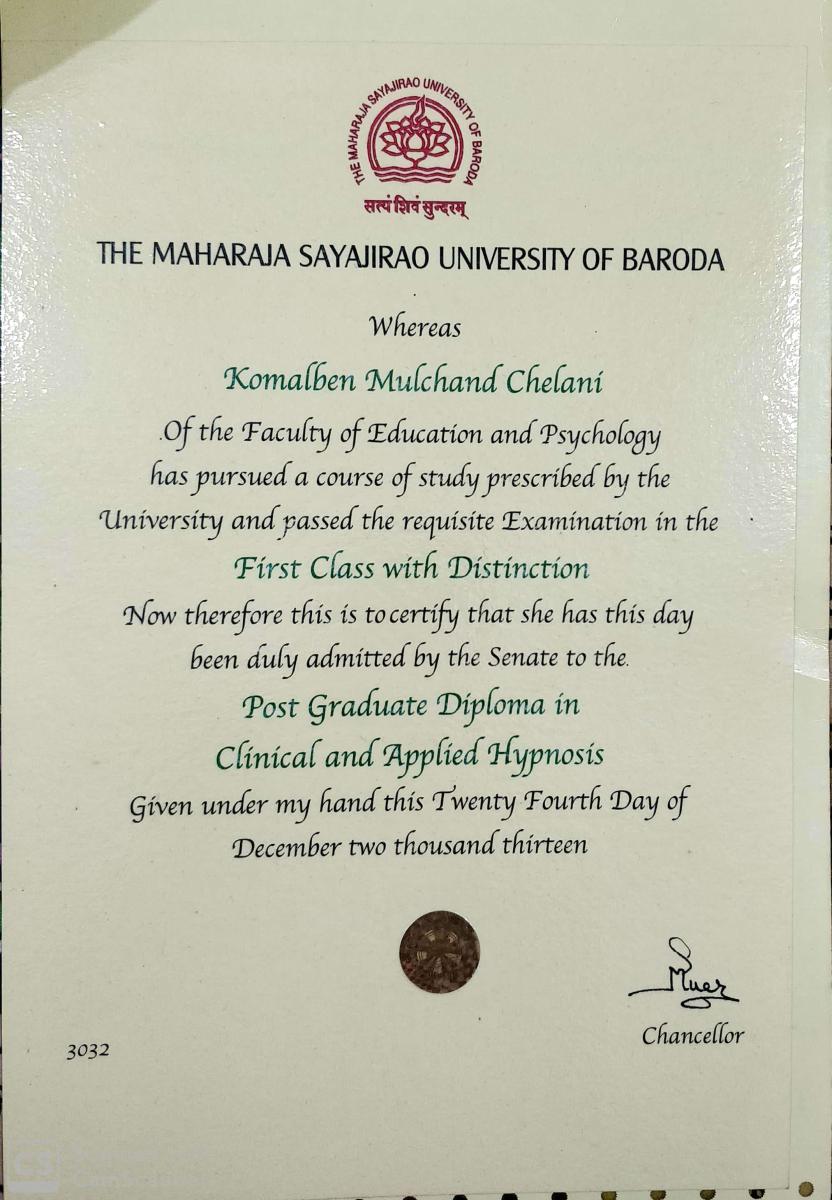 THE MAHARAJA SAYAJIRAO UNIVERSITY OF BARODA
सत्यं शिवं सुन्दरम्
THE MAHARAJA SAYAJIRAO UNIVERSITY OF BARODA
Whereas
Komalben Mulchand Chelani
Of the Faculty of Education and Psychology
has pursued a course of study prescribed by the
University and passed the requisite Examination in the
First Class with Distinction
Now therefore this is to certify that she has this day
been duly admitted by the Senate to the.
Post Graduate Diploma in
Clinical and Applied Hypnosis
Given under my hand this Twenty Fourth Day of
December two thousand thirteen
Chancellor
3032
CS